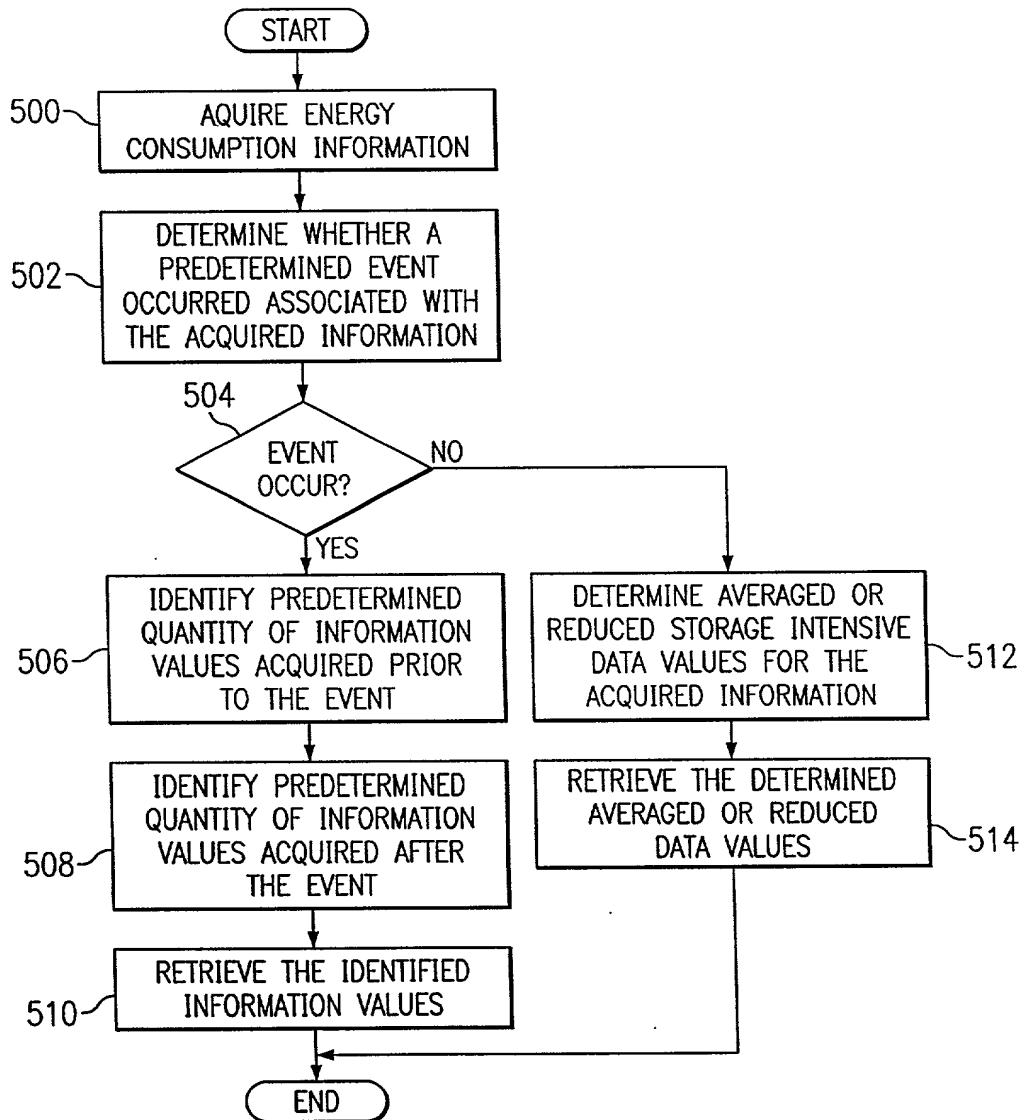 START
500
AQUIRE ENERGY
CONSUMPTION INFORMATION
502
DETERMINE WHETHER A
PREDETERMINED EVENT
OCCURRED ASSOCIATED WITH
THE ACQUIRED INFORMATION
504
EVENT
OCCUR?
NO
YES
506
IDENTIFY PREDETERMINED
QUANTITY OF INFORMATION
VALUES ACQUIRED PRIOR
TO THE EVENT
508
IDENTIFY PREDETERMINED
QUANTITY OF INFORMATION
VALUES ACQUIRED AFTER
THE EVENT
510
RETRIEVE THE IDENTIFIED
INFORMATION VALUES
DETERMINE AVERAGED OR
REDUCED STORAGE INTENSIVE
DATA VALUES FOR THE
ACQUIRED INFORMATION
512
RETRIEVE THE DETERMINED
AVERAGED OR REDUCED
DATA VALUES
514
END